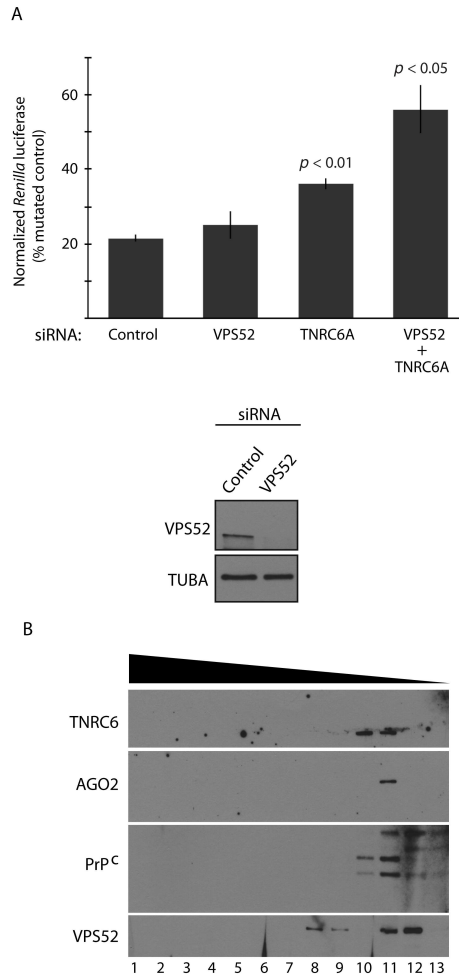 A
Normalized Renilla luciferase
(% mutated control)
60
40
20
p < 0.01
p < 0.05
siRNA: Control VPS52 TNRC6A VPS52
+
TNRC6A
siRNA
Control VPS52
VPS52
TUBA
B
TNRC6
AGO2
PrP C
VPS52
1 2 3 4 5 6 7 8 9 10 11 12 13